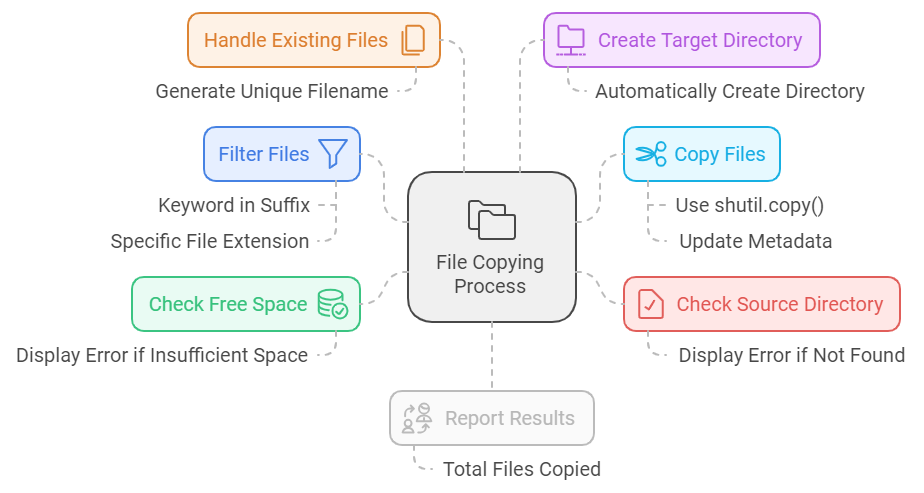 Handle Existing Files
Generate Unique Filename
Create Target Directory
Automatically Create Directory
Filter Files
Keyword in Suffix
Specific File Extension
Copy Files
Use shutil.copy()
Update Metadata
File Copying
Process
Check Free Space
Display Error if Insufficient Space
Check Source Directory
Display Error if Not Found
Report Results
Total Files Copied